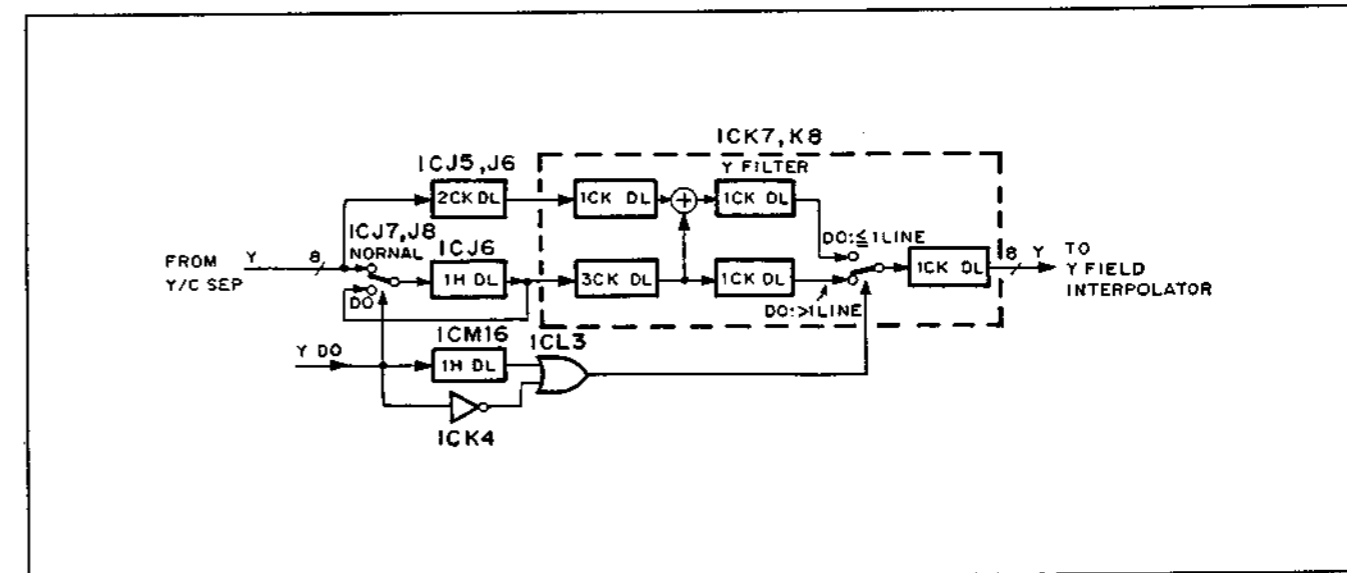 ICK7, K8
ICJ5, J6
Y FILTER
2CK DL
1CK DL
+
1CK DL
ICJ7, J8
NORMAL
ICJ6
DO:≦1LINE
FROM
Y/C SEP
Y
8
1H DL
3CK DL
1CK DL
1CK DL
8
Y
TO
Y FIELD
INTERPOLATOR
DO
DO:>1LINE
ICM16
ICL3
Y DO
1H DL
ICK4